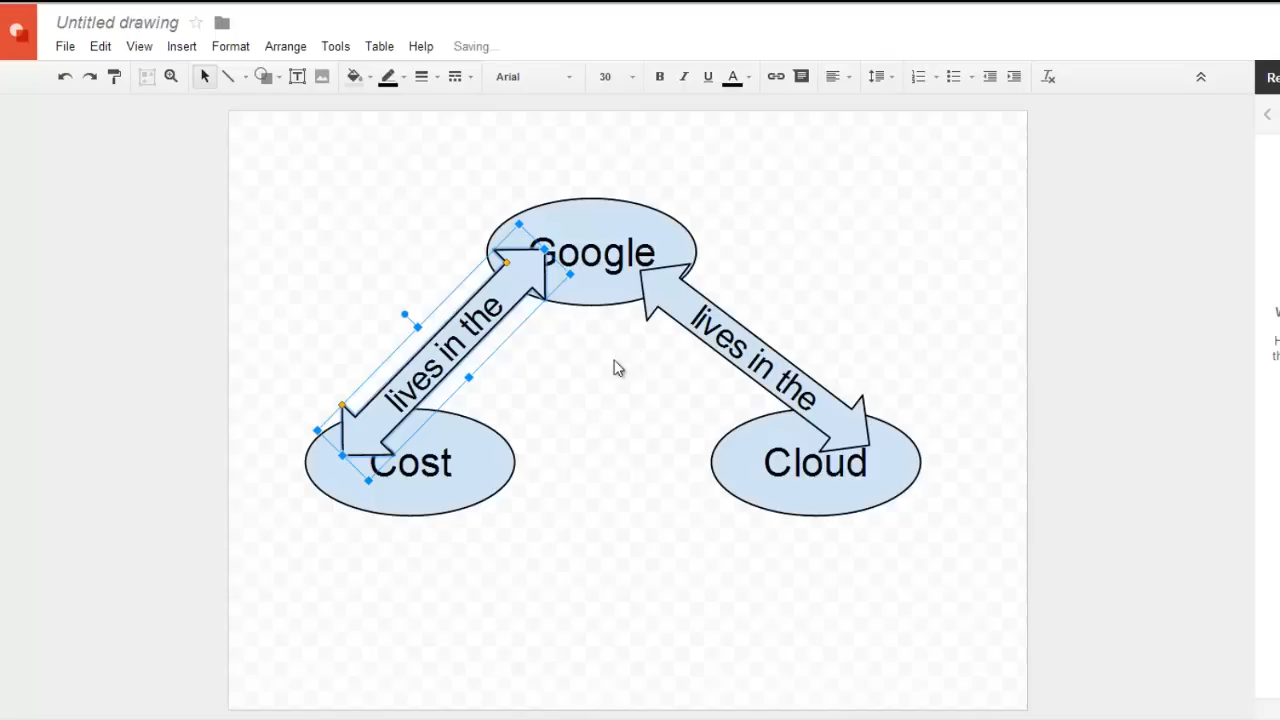 Untitled drawing
File Edit View Insert Format Arrange Tools Table Help Saving...
Arial 30 B I U A
Google
lives in the
lives in the
Cost
Cloud